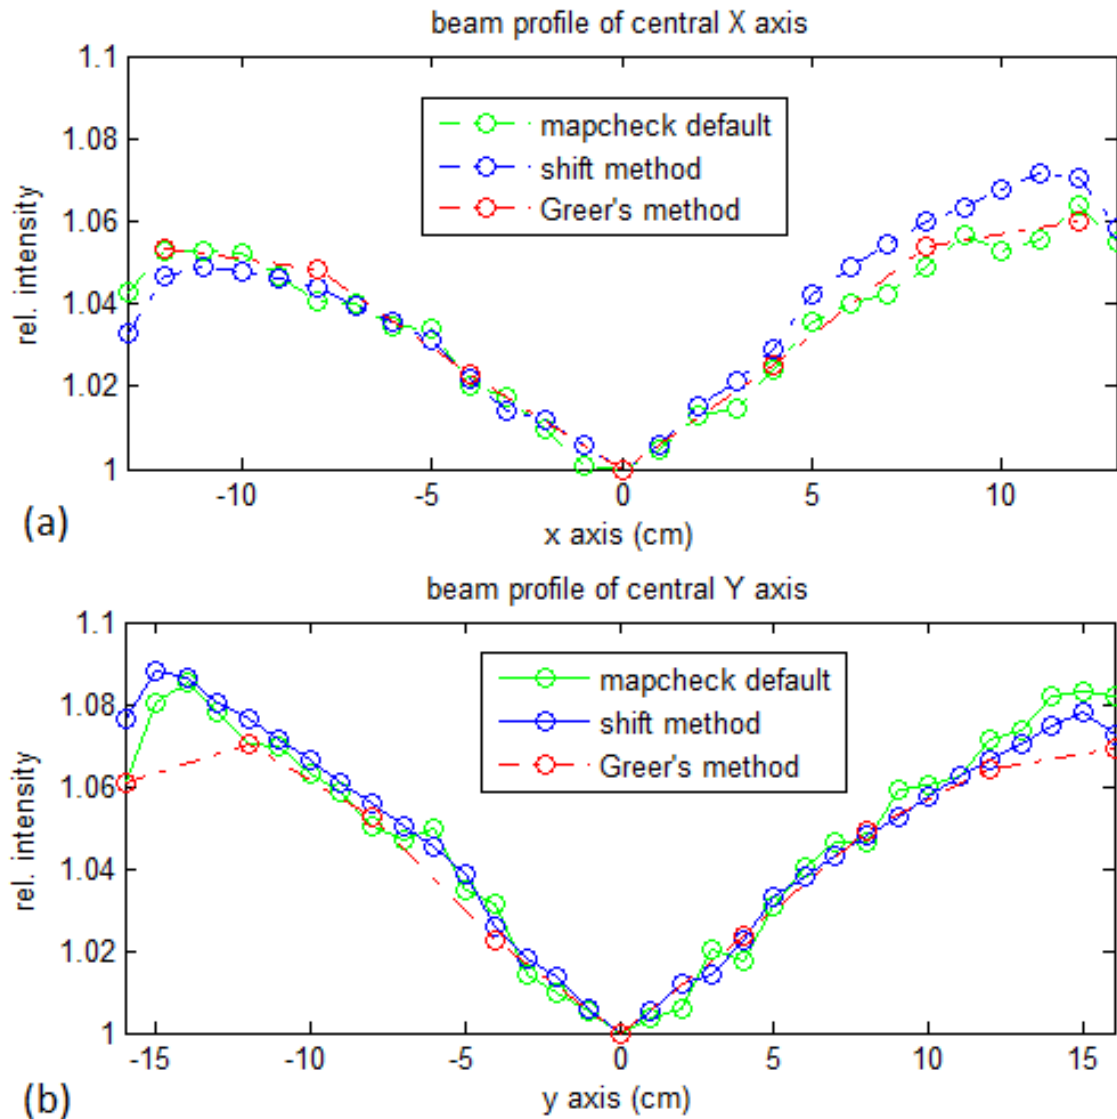 beam profile of central X axis
1.1
1.08
1.06
1.04
1.02
1
rel. intensity
mapcheck default
shift method
Greer's method
-10 -5 0 5 10
x axis (cm)
(a)
beam profile of central Y axis
1.1
1.08
1.06
1.04
1.02
1
rel. intensity
mapcheck default
shift method
Greer's method
-15 -10 -5 0 5 10 15
y axis (cm)
(b)